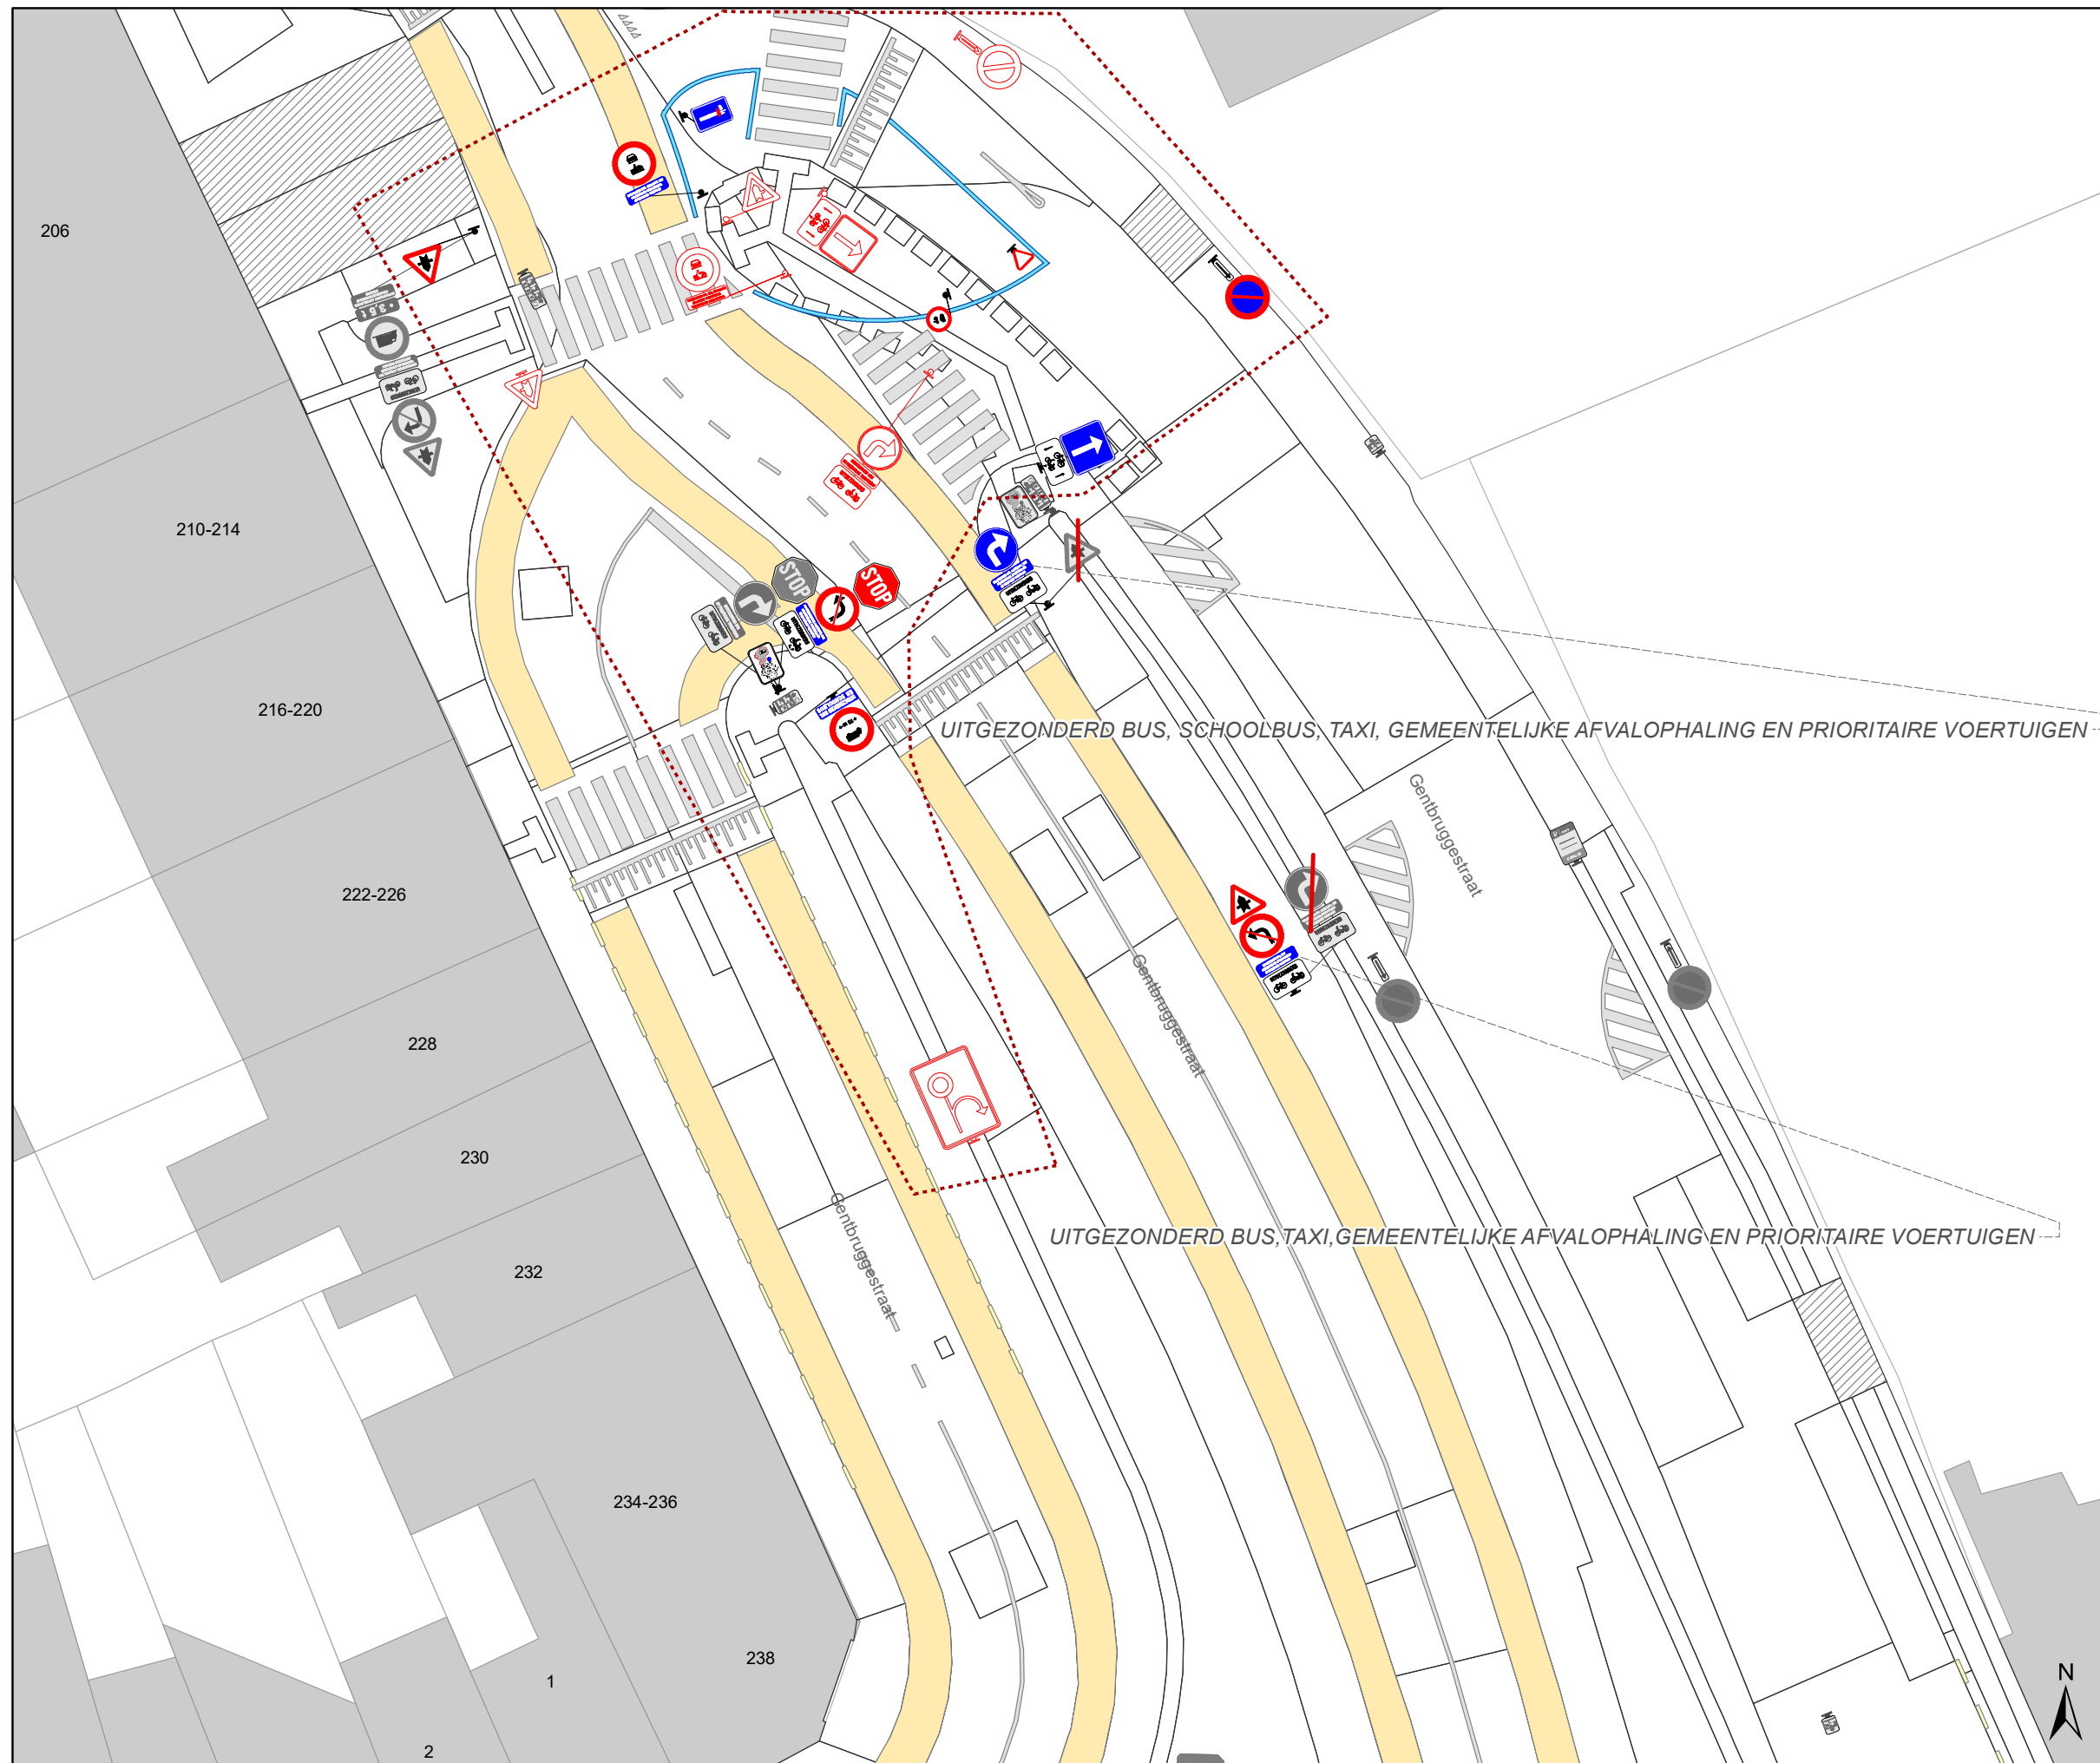 206
210-214
STOP
STOP
216-220
UITGEZONDERD BUS, SCHOOLBUS, TAXI, GEMEENTELIJKE AFVALOPHALING EN PRIORITAIRE VOERTUIGEN
Gentbruggestraat
222-226
Gentbruggestraat
228
230
Gentbruggestraat
UITGEZONDERD BUS,TAXI,GEMEENTELIJKE AFVALOPHALING EN PRIORITAIRE VOERTUIGEN
232
234-236
238
1
N
2